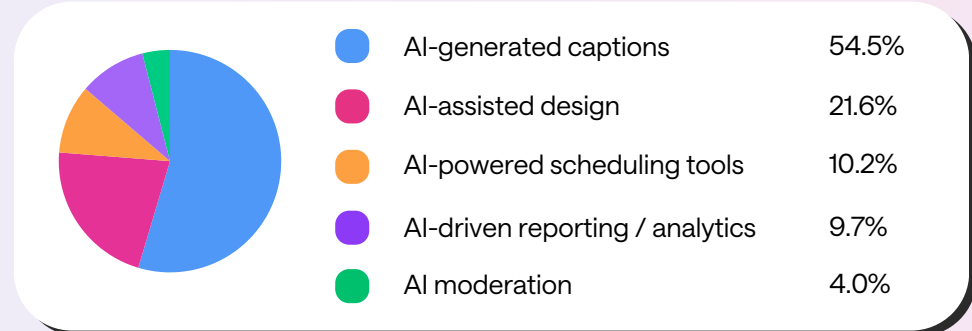 AI-generated captions 54.5%
AI-assisted design 21.6%
AI-powered scheduling tools 10.2%
AI-driven reporting / analytics 9.7%
AI moderation 4.0%